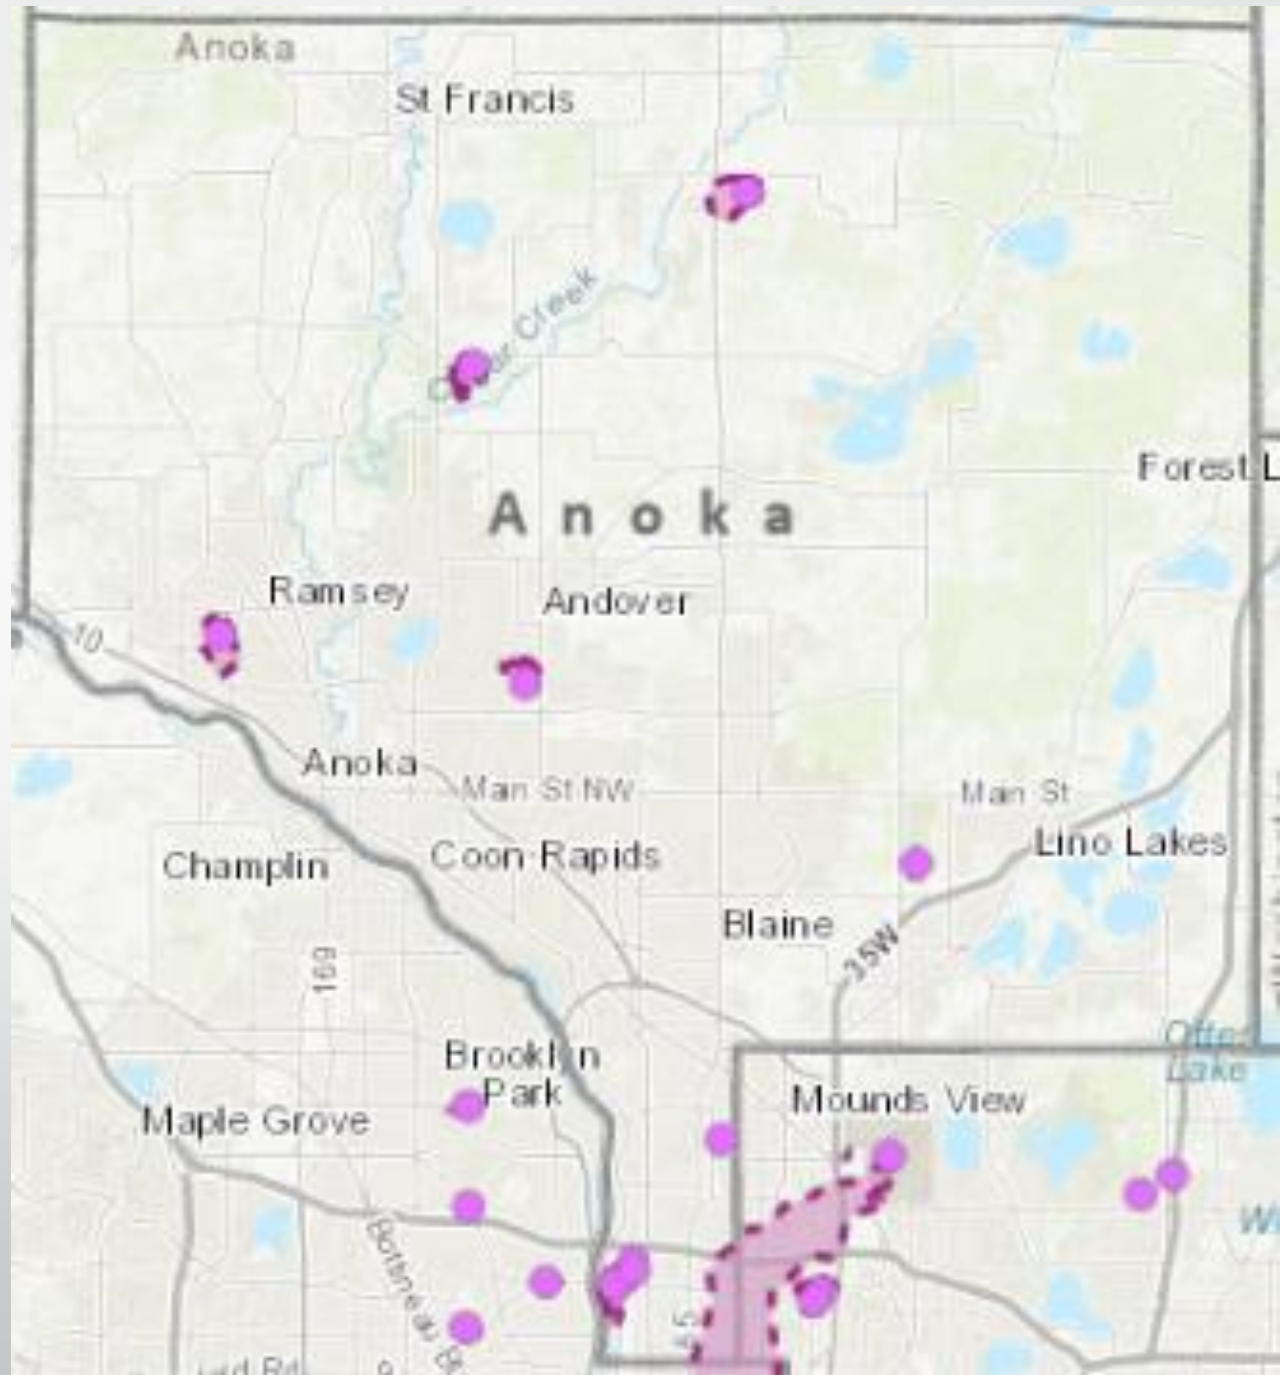 Anoka
St Francis
Creek
Anoka
Forest L
Ramsey
Andover
10
Anoka
Main St NW
Main St
Coon Rapids
Lino Lakes
Champlin
Blaine
35W
169
Brooklyn
Park
Lake
Mounds View
Maple Grove
Bottineau B